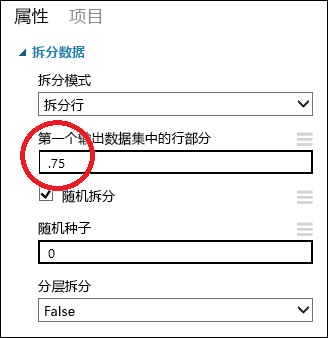 属性 项目
拆分数据
拆分模式
拆分行
第一个输出数据集中的行部分
.75
随机拆分
随机种子
0
分层拆分
False